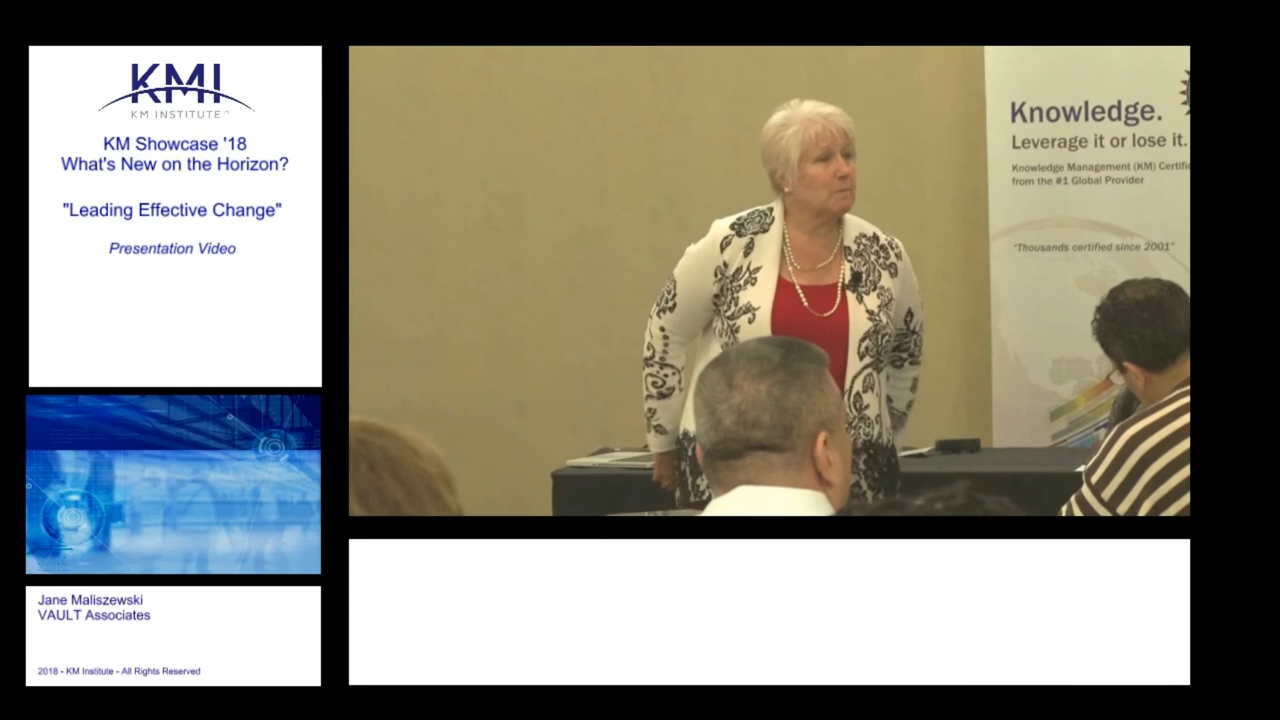 KMI
KM INSTITUTE
KM Showcase '18
What's New on the Horizon?
"Leading Effective Change"
Presentation Video
Knowledge.
Leverage it or lose it.
Knowledge Management (KM) Certific
from the #1 Global Provider
"Thousands certified since 2001"
Jane Maliszewski
VAULT Associates
2018 - KM Institute - All Rights Reserved